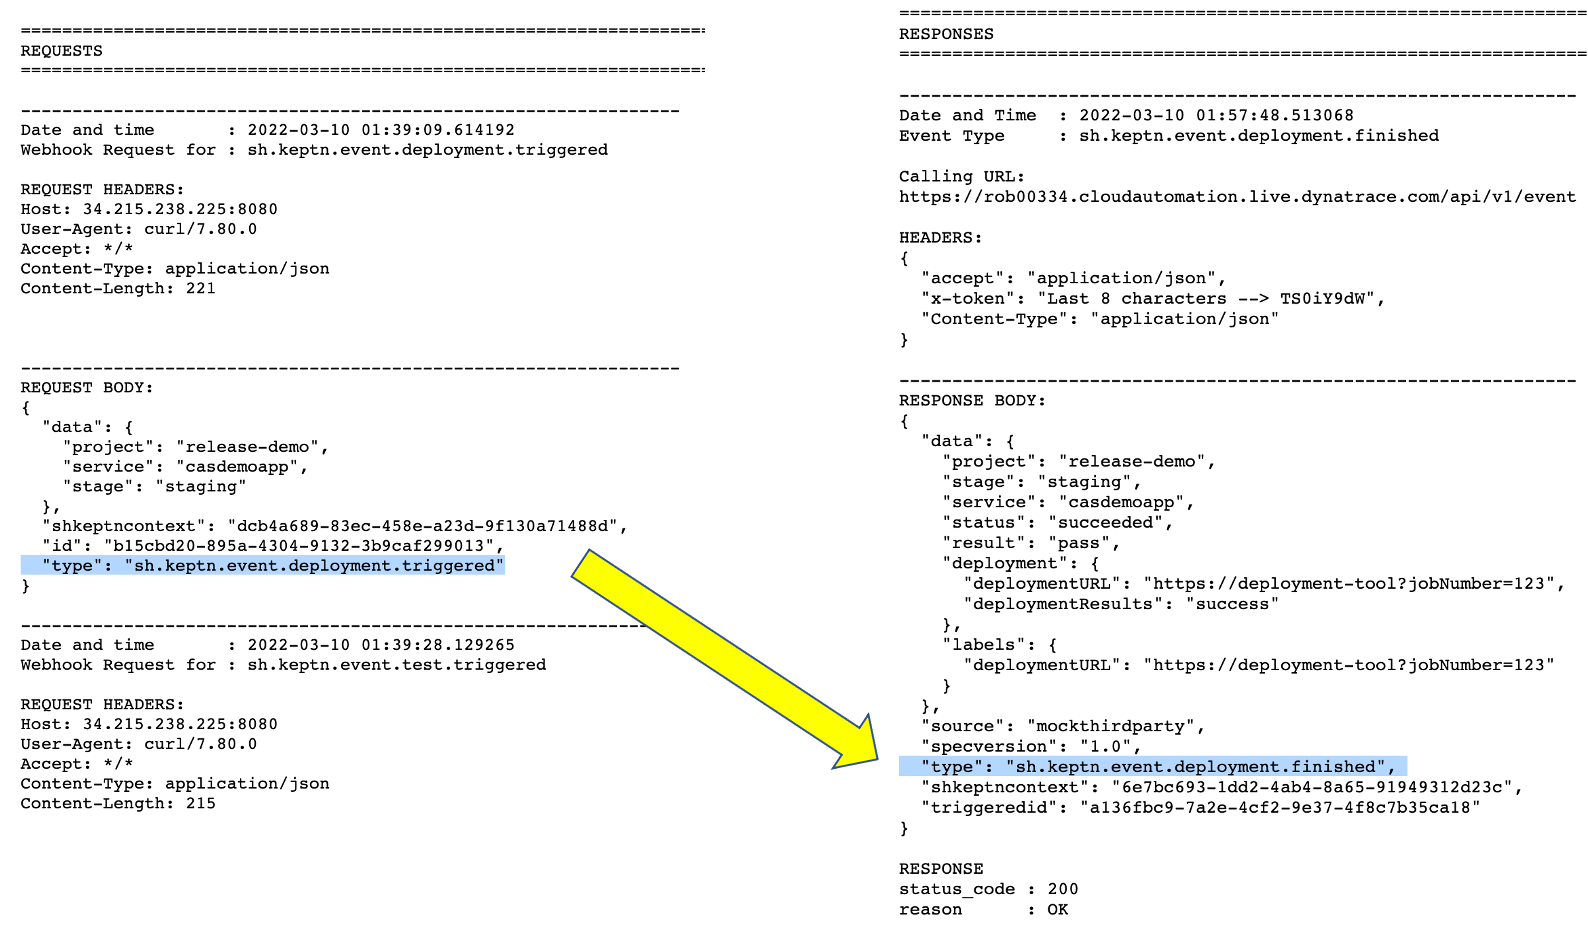 ==================================================================
REQUESTS
==================================================================
----------------------------------------------------------------
Date and time       : 2022-03-10 01:39:09.614192
Webhook Request for : sh.keptn.event.deployment.triggered
REQUEST HEADERS:
Host: 34.215.238.225:8080
User-Agent: curl/7.80.0
Accept: */*
Content-Type: application/json
Content-Length: 221
----------------------------------------------------------------
REQUEST BODY:
{
  "data": {
    "project": "release-demo",
    "service": "casdemoapp",
    "stage": "staging"
  },
  "shkeptncontext": "dcb4a689-83ec-458e-a23d-9f130a71488d",
  "id": "b15cbd20-895a-4304-9132-3b9caf299013",
  "type": "sh.keptn.event.deployment.triggered"
}
----------------------------------------------------------------
Date and time       : 2022-03-10 01:39:28.129265
Webhook Request for : sh.keptn.event.test.triggered
REQUEST HEADERS:
Host: 34.215.238.225:8080
User-Agent: curl/7.80.0
Accept: */*
Content-Type: application/json
Content-Length: 215
=================================================================
RESPONSES
=================================================================
----------------------------------------------------------------
Date and Time  : 2022-03-10 01:57:48.513068
Event Type     : sh.keptn.event.deployment.finished
Calling URL:
https://rob00334.cloudautomation.live.dynatrace.com/api/v1/event
HEADERS:
{
  "accept": "application/json",
  "x-token": "Last 8 characters --> TS0iY9dW",
  "Content-Type": "application/json"
}
----------------------------------------------------------------
RESPONSE BODY:
{
  "data": {
    "project": "release-demo",
    "stage": "staging",
    "service": "casdemoapp",
    "status": "succeeded",
    "result": "pass",
    "deployment": {
      "deploymentURL": "https://deployment-tool?jobNumber=123",
      "deploymentResults": "success"
    },
    "labels": {
      "deploymentURL": "https://deployment-tool?jobNumber=123"
    }
  },
  "source": "mockthirdparty",
  "specversion": "1.0",
  "type": "sh.keptn.event.deployment.finished",
  "shkeptncontext": "6e7bc693-1dd2-4ab4-8a65-91949312d23c",
  "triggeredid": "a136fbc9-7a2e-4cf2-9e37-4f8c7b35ca18"
}
RESPONSE
status_code : 200
reason      : OK